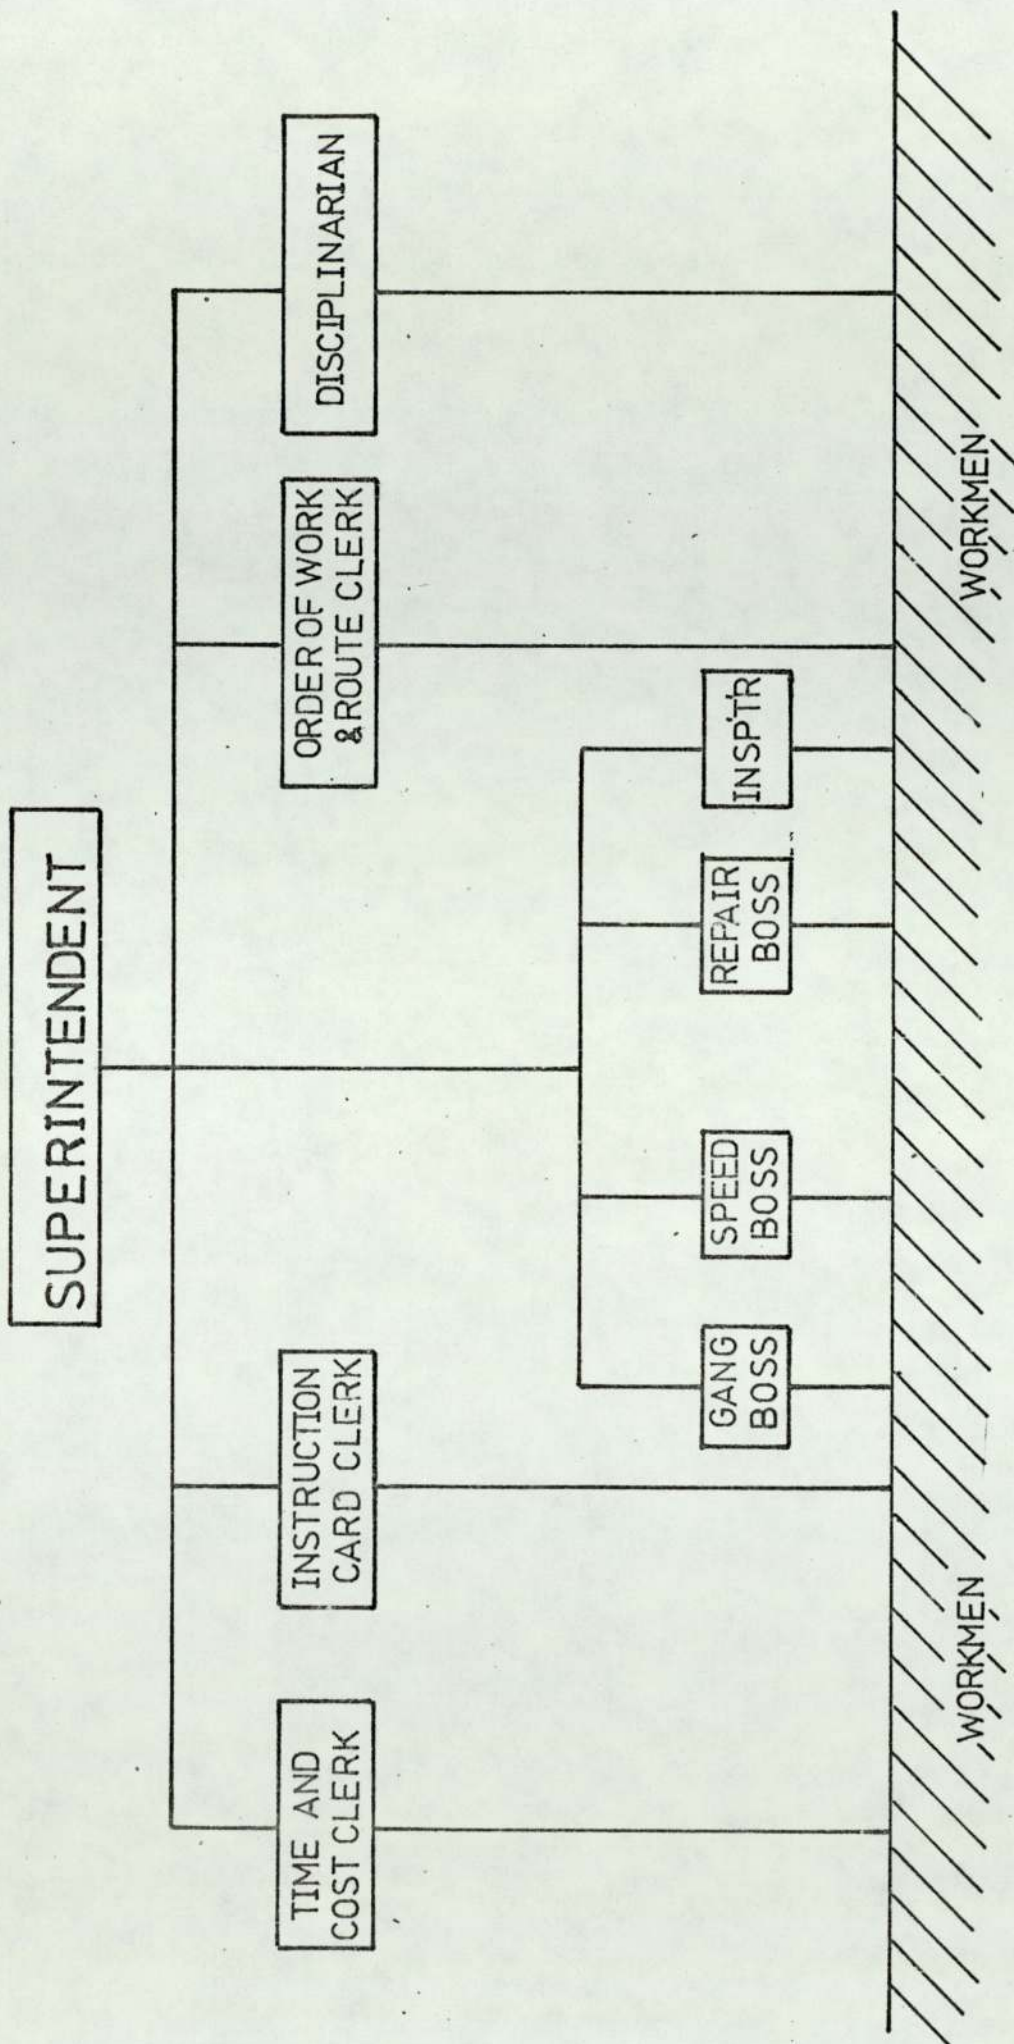 SUPERINTENDENT
TIME AND
COST CLERK
INSTRUCTION
CARD CLERK
ORDER OF WORK
& ROUTE CLERK
DISCIPLINARIAN
GANG
BOSS
SPEED
BOSS
REPAIR
BOSS
INSP'T'R
WORKMEN
WORKMEN